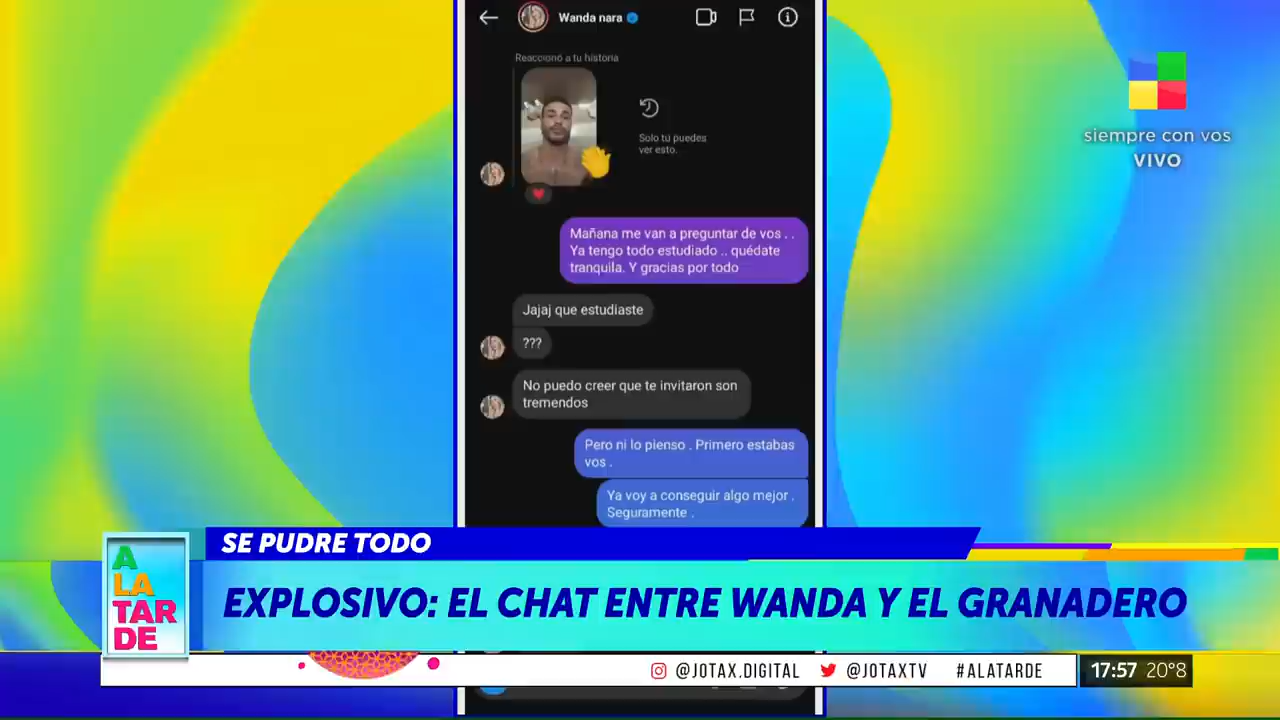 Wanda nara
Reaccionó a tu historia
Solo tú puedes
ver esto.
Mañana me van a preguntar de vos . .
Ya tengo todo estudiado .. quédate
tranquila. Y gracias por todo
Jajaj que estudiaste
???
No puedo creer que te invitaron son
tremendos
Pero ni lo pienso . Primero estabas
vos .
Ya voy a conseguir algo mejor .
Seguramente .
siempre con vos
VIVO
SE PUDRE TODO
A
LA
TAR
DE
EXPLOSIVO: EL CHAT ENTRE WANDA Y EL GRANADERO
@JOTAX.DIGITAL @JOTAXTV #ALATARDE
17:57 20°8